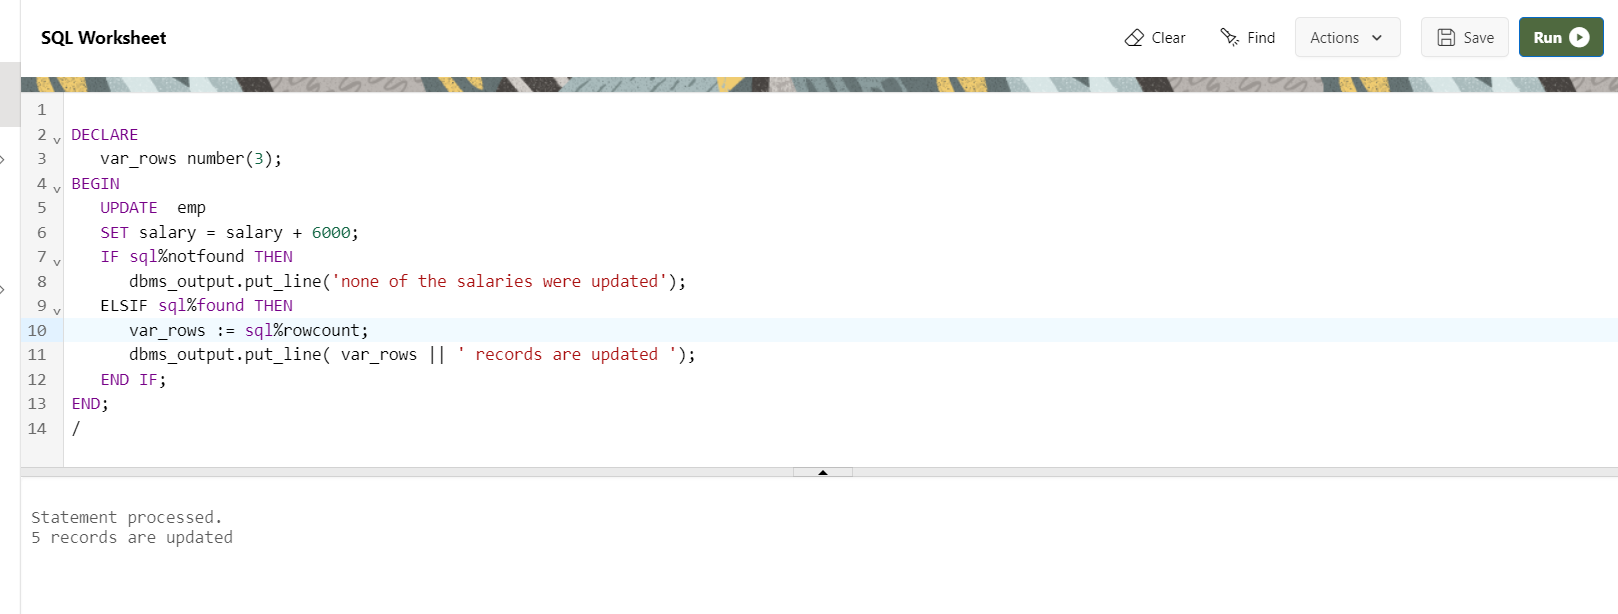 SQL Worksheet
Clear
Find
Actions
Save
Run
1
2 DECLARE
3    var_rows number(3);
4 BEGIN
5    UPDATE  emp
6    SET salary = salary + 6000;
7    IF sql%notfound THEN
8       dbms_output.put_line('none of the salaries were updated');
9    ELSIF sql%found THEN
10      var_rows := sql%rowcount;
11      dbms_output.put_line( var_rows || ' records are updated ');
12   END IF;
13 END;
14 /
Statement processed.
5 records are updated